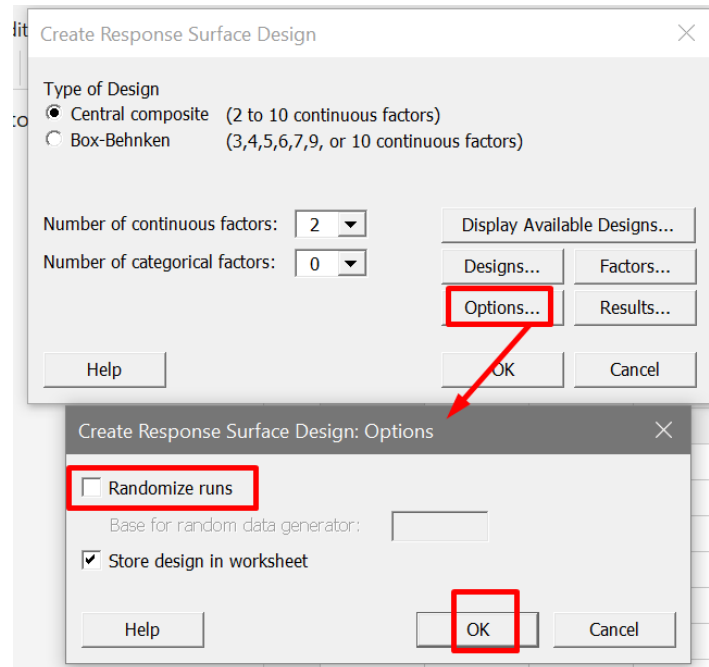 dit
Create Response Surface Design
to
Type of Design
Central composite (2 to 10 continuous factors)
Box-Behnken (3,4,5,6,7,9, or 10 continuous factors)
Number of continuous factors: 2
Display Available Designs...
Number of categorical factors: 0
Designs... Factors...
Options... Results...
Help OK Cancel
Create Response Surface Design: Options
Randomize runs
Base for random data generator:
Store design in worksheet
Help OK Cancel